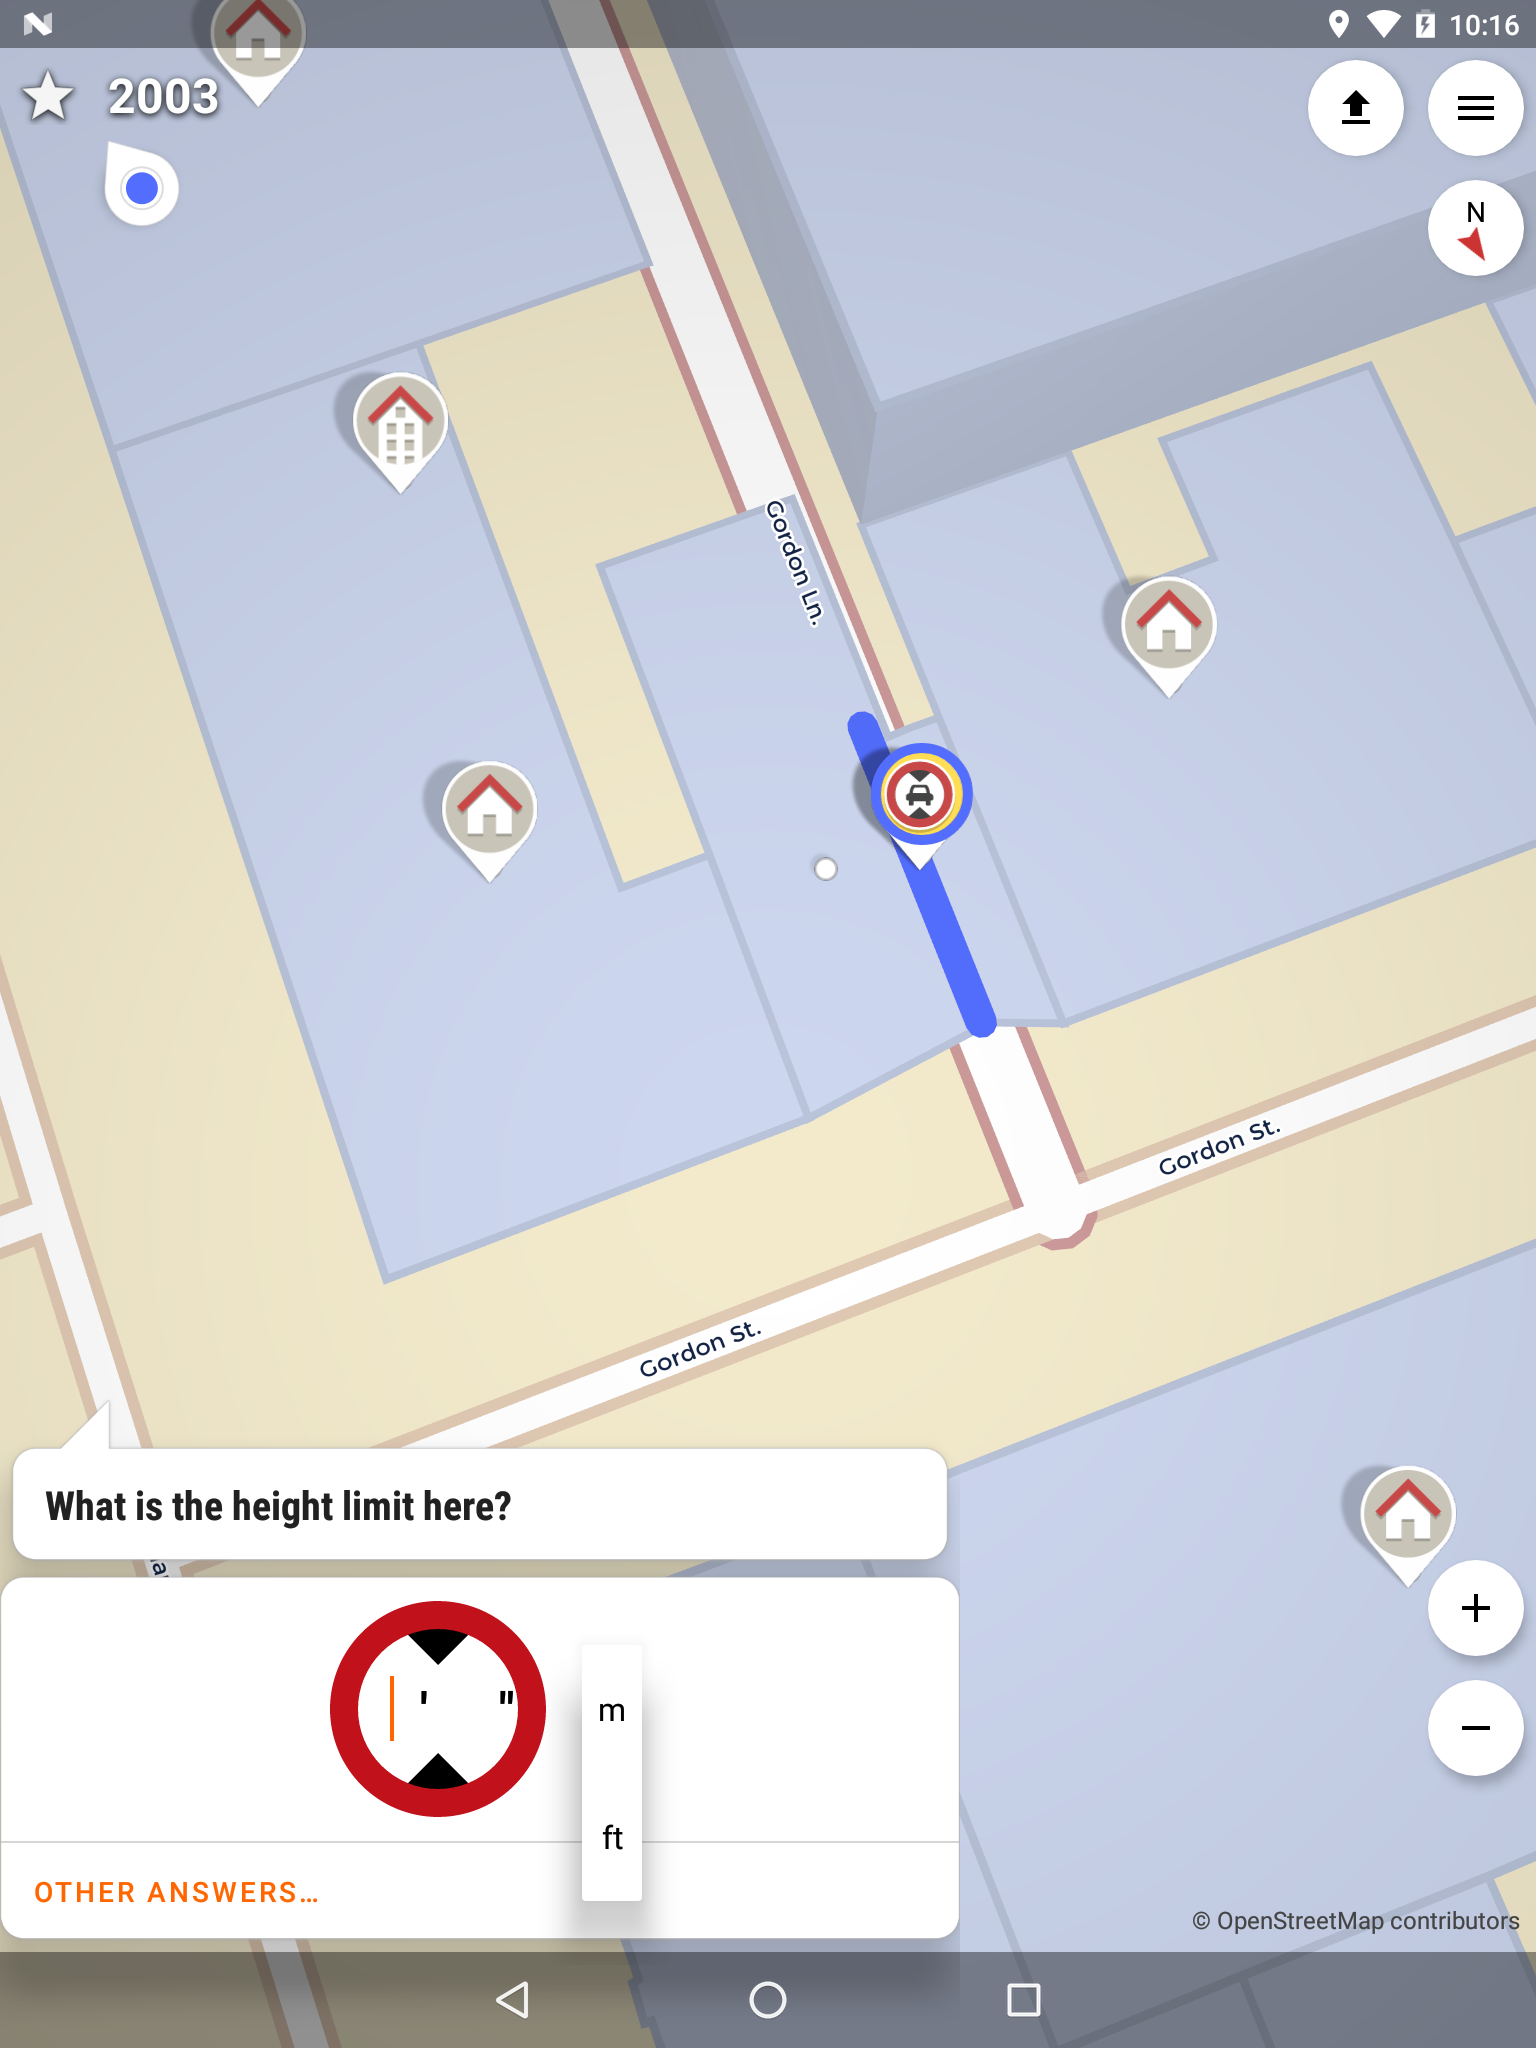 10:16
2003
N
Gordon Ln.
Gordon St.
Gordon St.
What is the height limit here?
' "
m
ft
OTHER ANSWERS…
© OpenStreetMap contributors